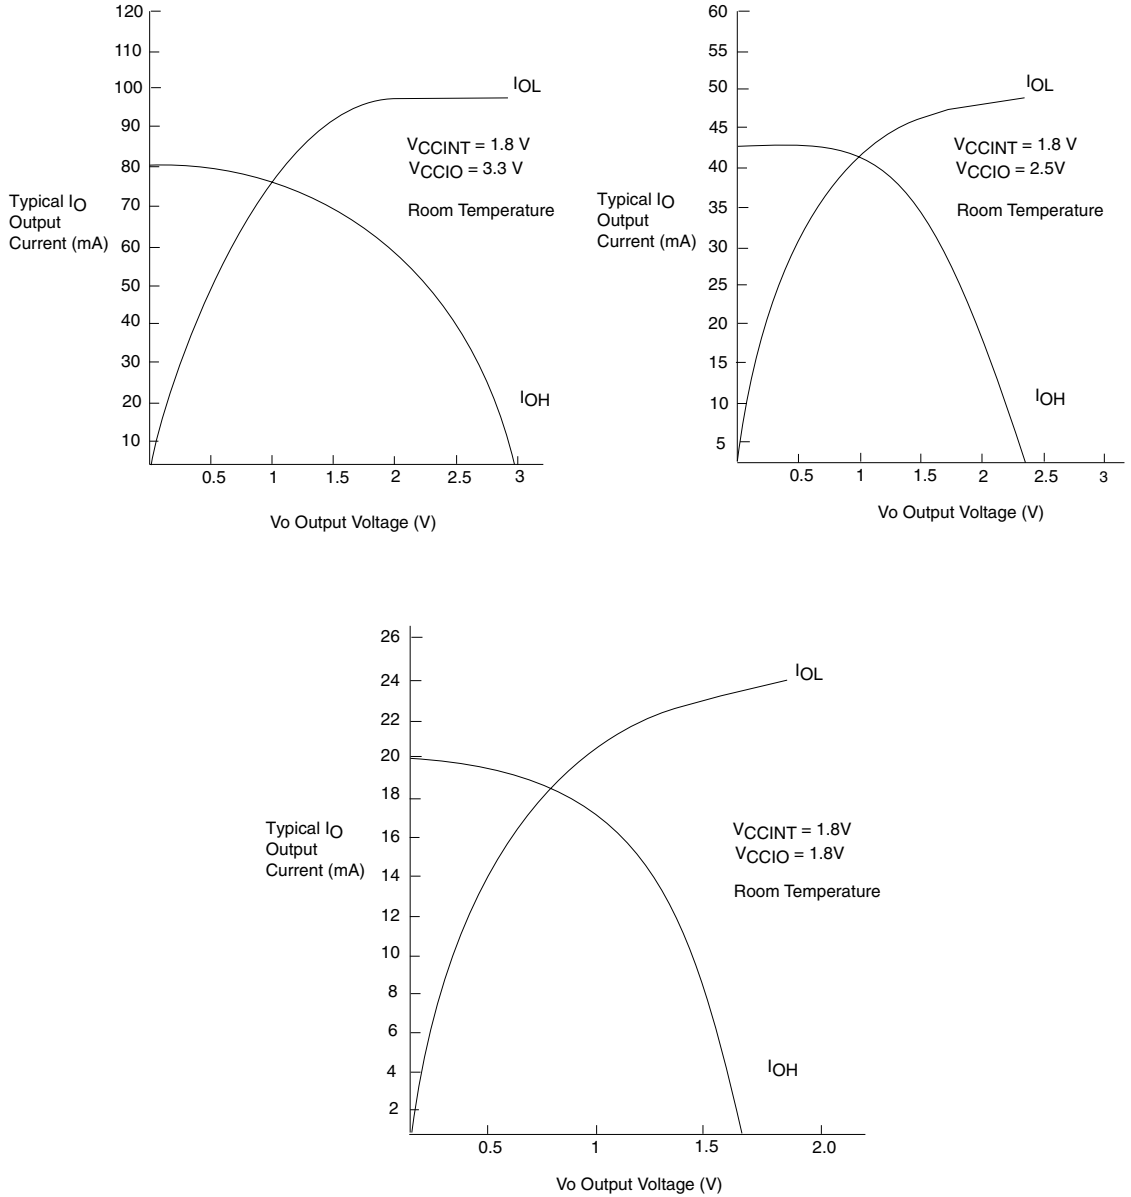 120
110
100
90
80
70
60
50
40
30
20
10
Typical IO
Output
Current (mA)
IOL
VCCINT = 1.8 V
VCCIO = 3.3 V
Room Temperature
IOH
0.5 1 1.5 2 2.5 3
Vo Output Voltage (V)
60
55
50
45
40
35
30
25
20
15
10
5
Typical IO
Output
Current (mA)
IOL
VCCINT = 1.8 V
VCCIO = 2.5V
Room Temperature
IOH
0.5 1 1.5 2 2.5 3
Vo Output Voltage (V)
26
24
22
20
18
16
14
12
10
8
6
4
2
Typical IO
Output
Current (mA)
IOL
VCCINT = 1.8V
VCCIO = 1.8V
Room Temperature
IOH
0.5 1 1.5 2.0
Vo Output Voltage (V)